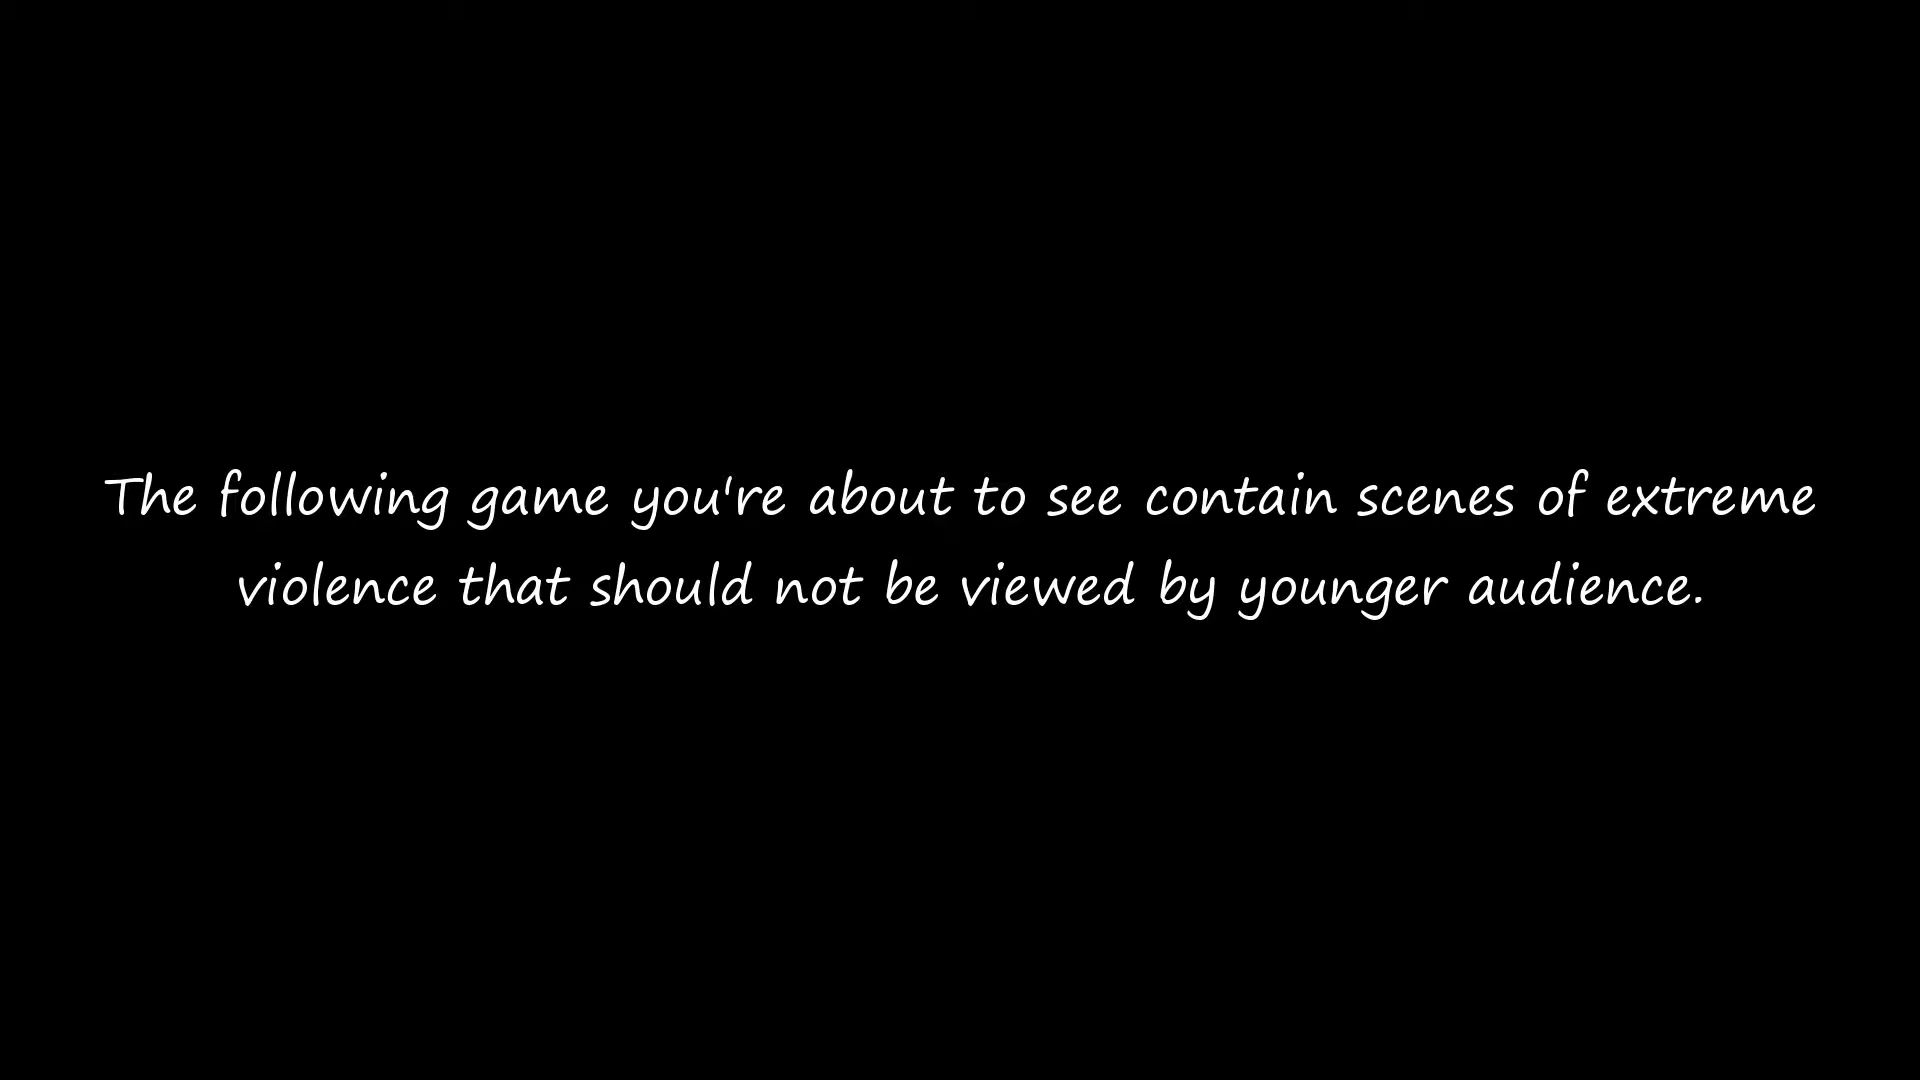 The following game you're about to see contain scenes of extreme
violence that should not be viewed by younger audience.